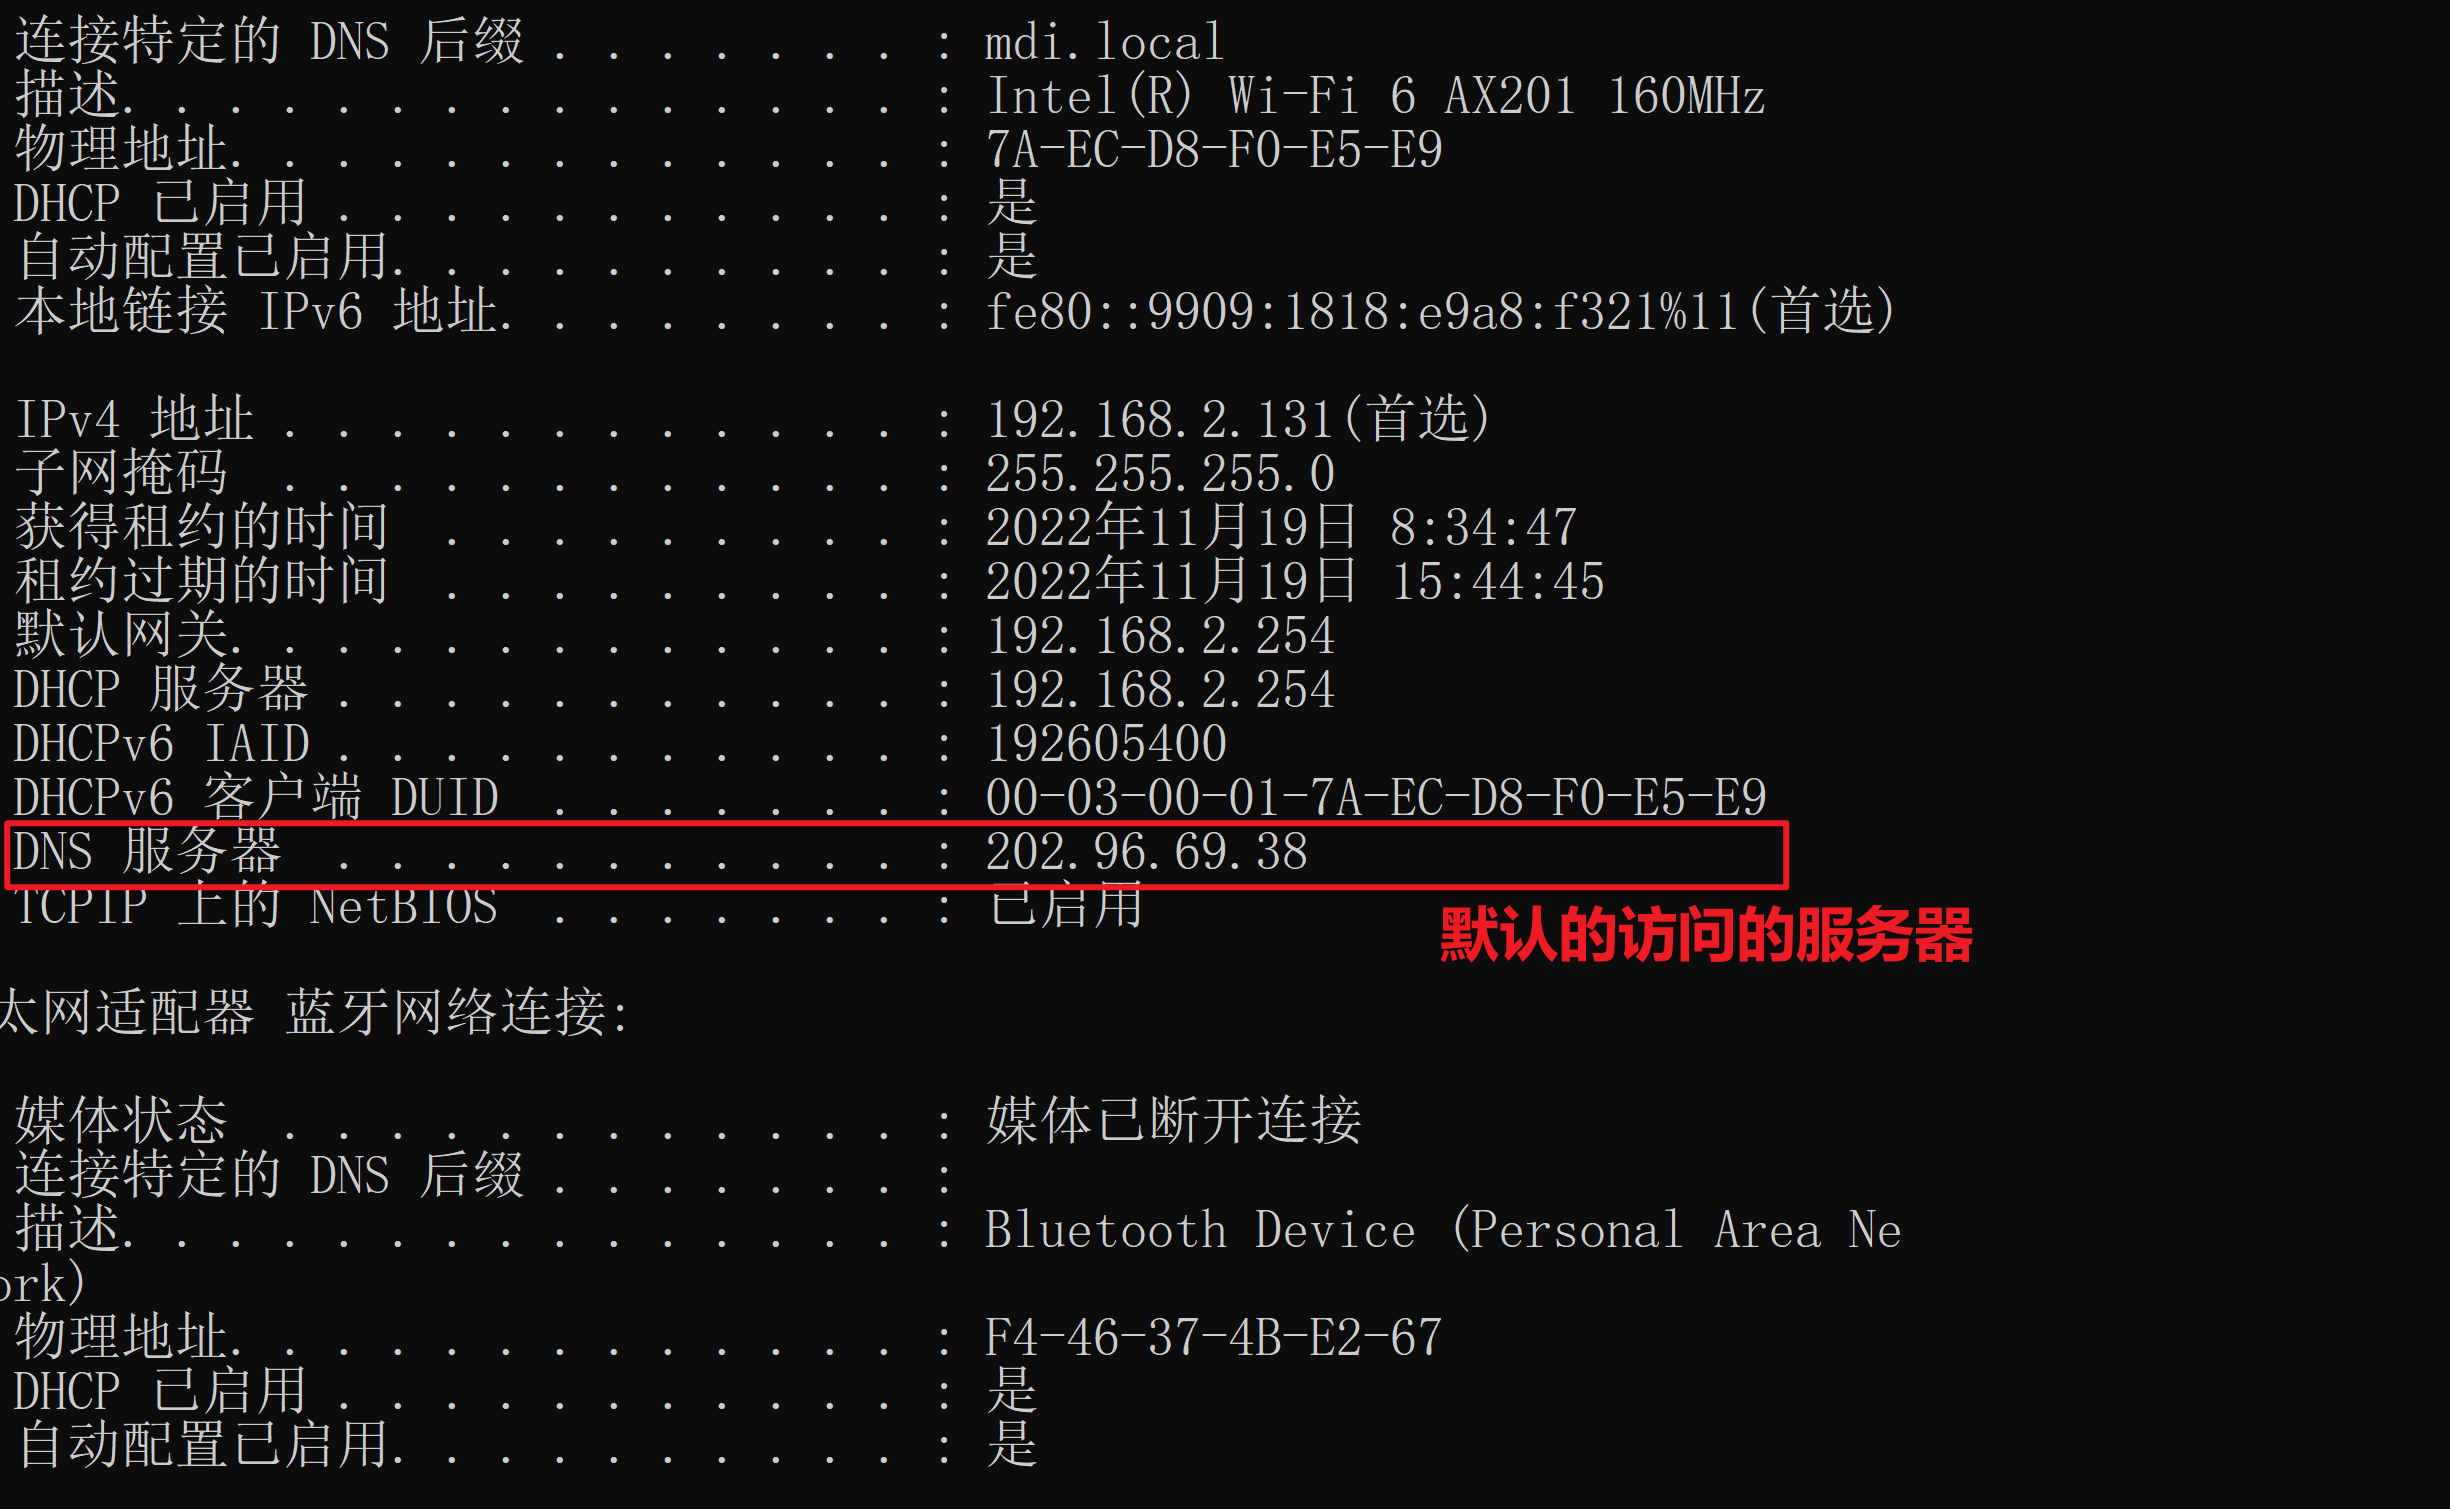 连接特定的 DNS 后缀 . . . . . . . : mdi.local
描述. . . . . . . . . . . . . . . : Intel(R) Wi-Fi 6 AX201 160MHz
物理地址. . . . . . . . . . . . . : 7A-EC-D8-F0-E5-E9
DHCP 已启用 . . . . . . . . . . . : 是
自动配置已启用. . . . . . . . . . : 是
本地链接 IPv6 地址. . . . . . . . : fe80::9909:1818:e9a8:f321%11(首选)
IPv4 地址 . . . . . . . . . . . . : 192.168.2.131(首选)
子网掩码  . . . . . . . . . . . . : 255.255.255.0
获得租约的时间  . . . . . . . . . : 2022年11月19日 8:34:47
租约过期的时间  . . . . . . . . . : 2022年11月19日 15:44:45
默认网关. . . . . . . . . . . . . : 192.168.2.254
DHCP 服务器 . . . . . . . . . . . : 192.168.2.254
DHCPv6 IAID . . . . . . . . . . . : 192605400
DHCPv6 客户端 DUID  . . . . . . . : 00-03-00-01-7A-EC-D8-F0-E5-E9
DNS 服务器  . . . . . . . . . . . : 202.96.69.38
TCPIP 上的 NetBIOS  . . . . . . . : 已启用
默认的访问的服务器
太网适配器 蓝牙网络连接:
媒体状态  . . . . . . . . . . . . : 媒体已断开连接
连接特定的 DNS 后缀 . . . . . . . :
描述. . . . . . . . . . . . . . . : Bluetooth Device (Personal Area Ne
ork)
物理地址. . . . . . . . . . . . . : F4-46-37-4B-E2-67
DHCP 已启用 . . . . . . . . . . . : 是
自动配置已启用. . . . . . . . . . : 是